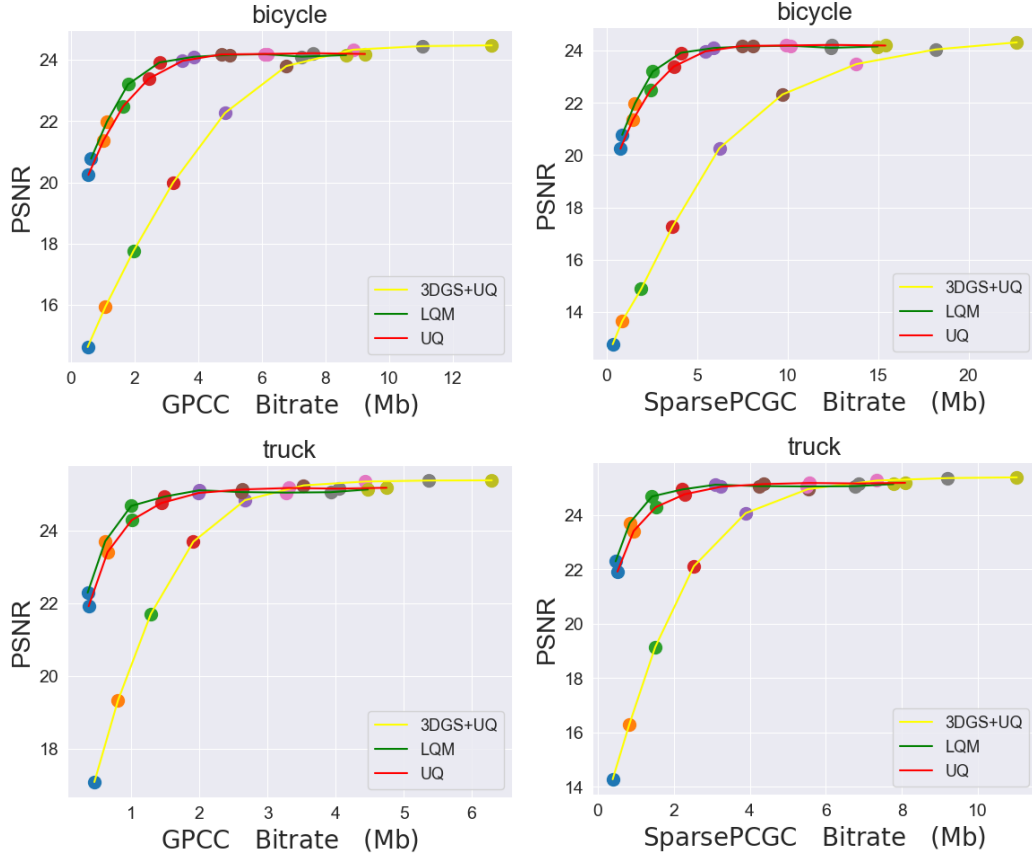 bicycle
PSNR
24
22
20
18
16
0 2 4 6 8 10 12
GPCC Bitrate (Mb)
3DGS+UQ
LQM
UQ
bicycle
PSNR
24
22
20
18
16
14
0 5 10 15 20
SparsePCGC Bitrate (Mb)
3DGS+UQ
LQM
UQ
truck
PSNR
24
22
20
18
1 2 3 4 5 6
GPCC Bitrate (Mb)
3DGS+UQ
LQM
UQ
truck
PSNR
24
22
20
18
16
14
0 2 4 6 8 10
SparsePCGC Bitrate (Mb)
3DGS+UQ
LQM
UQ